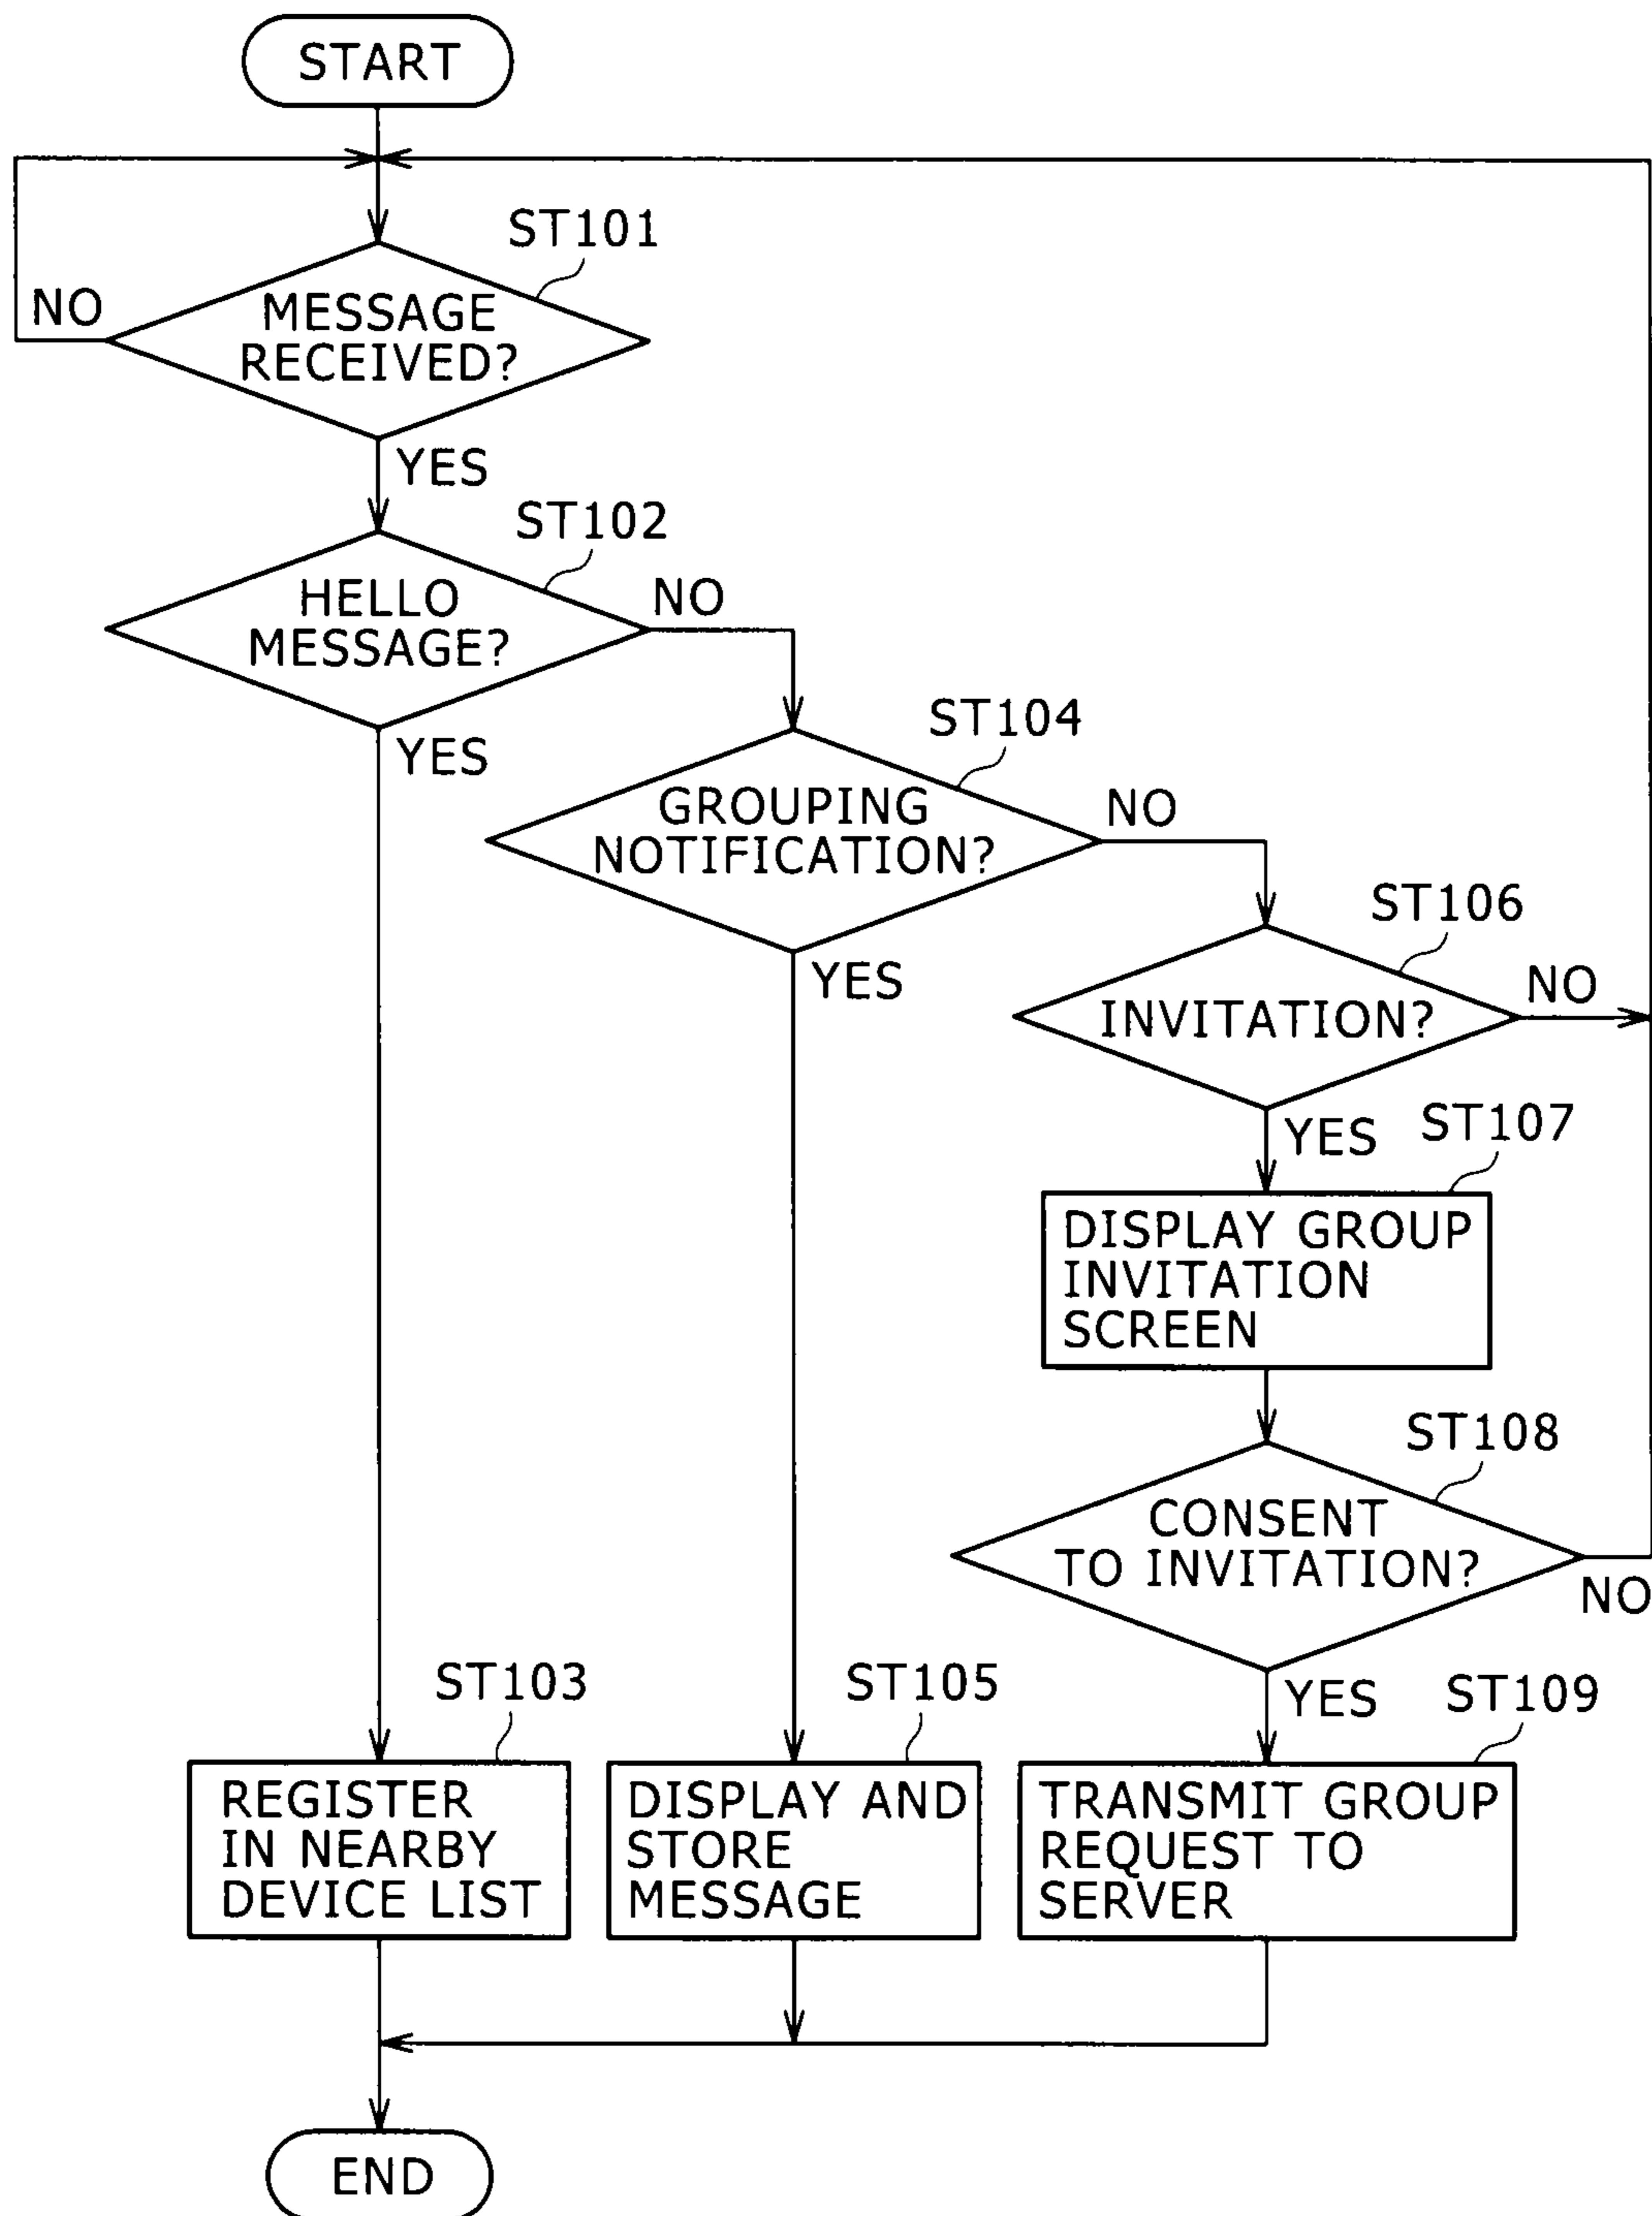 START
ST101
NO
MESSAGE
RECEIVED?
YES
ST102
HELLO
MESSAGE?
NO
YES
ST104
GROUPING
NOTIFICATION?
NO
YES
ST106
INVITATION?
NO
YES
ST107
DISPLAY GROUP
INVITATION
SCREEN
ST108
CONSENT
TO INVITATION?
NO
YES
ST103
REGISTER
IN NEARBY
DEVICE LIST
ST105
DISPLAY AND
STORE
MESSAGE
ST109
TRANSMIT GROUP
REQUEST TO
SERVER
END